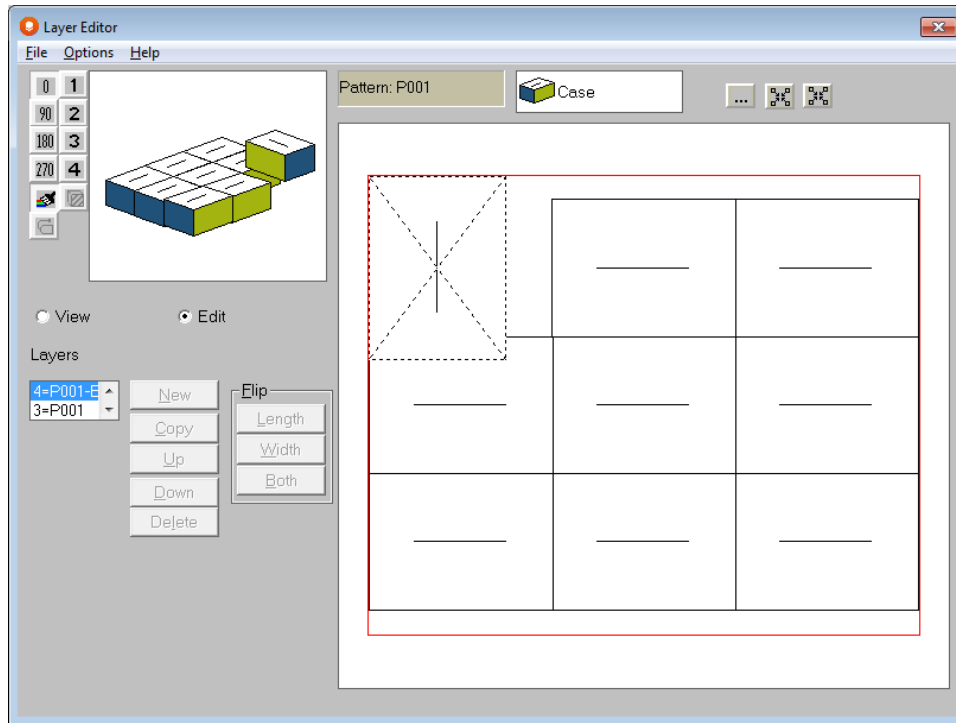 Layer Editor
File Options Help
0 1
90 2
180 3
270 4
Pattern: P001
Case
...
View Edit
Layers
4=P001-E
3=P001
New
Copy
Up
Down
Delete
Flip
Length
Width
Both